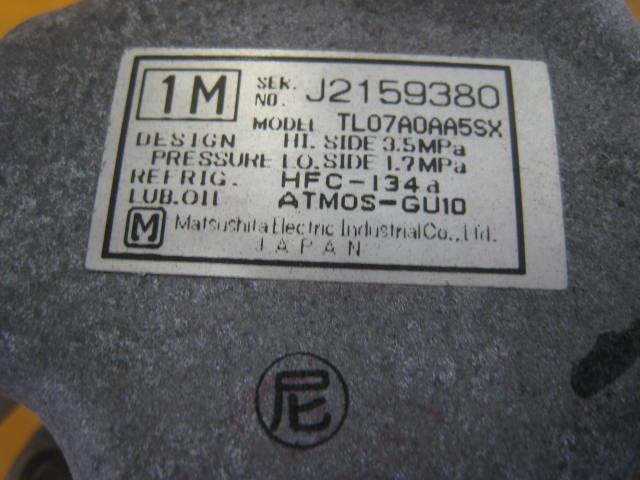 1M
SER. NO. J2159380
MODEL TL07A0AA5SX
DESIGN HI. SIDE 3.5MPa
PRESSURE LO. SIDE 1.7MPa
REFRIG. HFC-134a
LUB.OIL ATMOS-GU10
M Matsushita Electric Industrial Co., Ltd.
JAPAN
尼